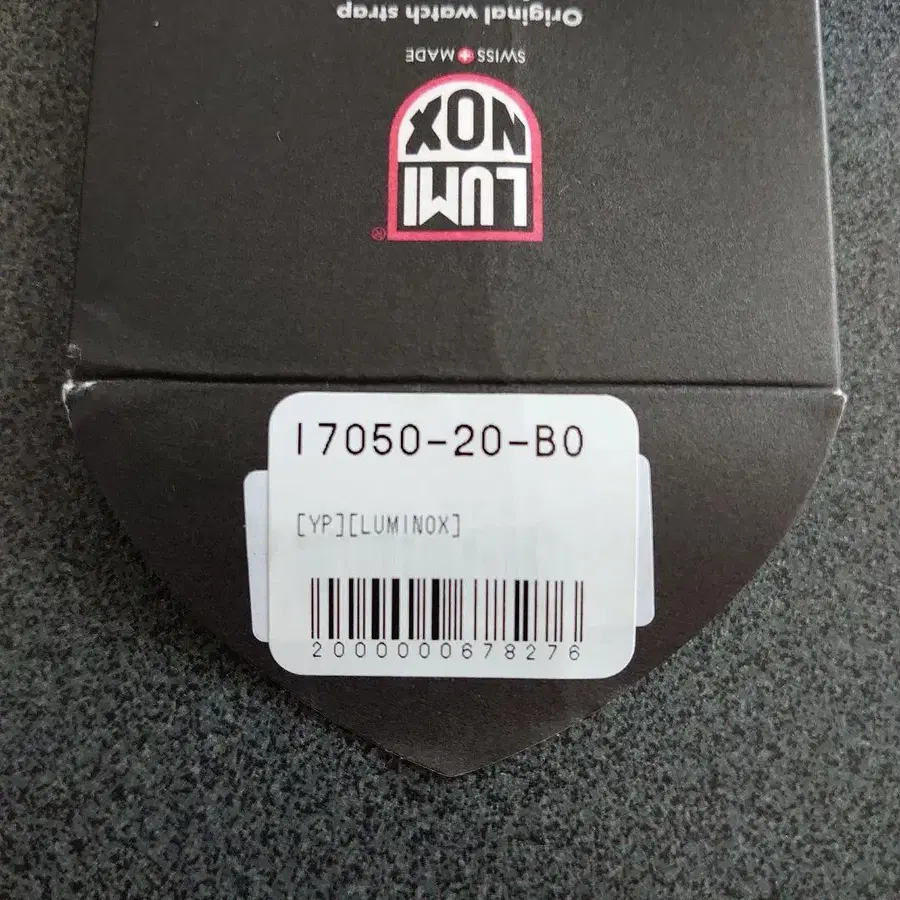 LUMI
NOX
®
SWISS MADE
Original watch strap
I7050-20-B0
[YP][LUMINOX]
2000000678276